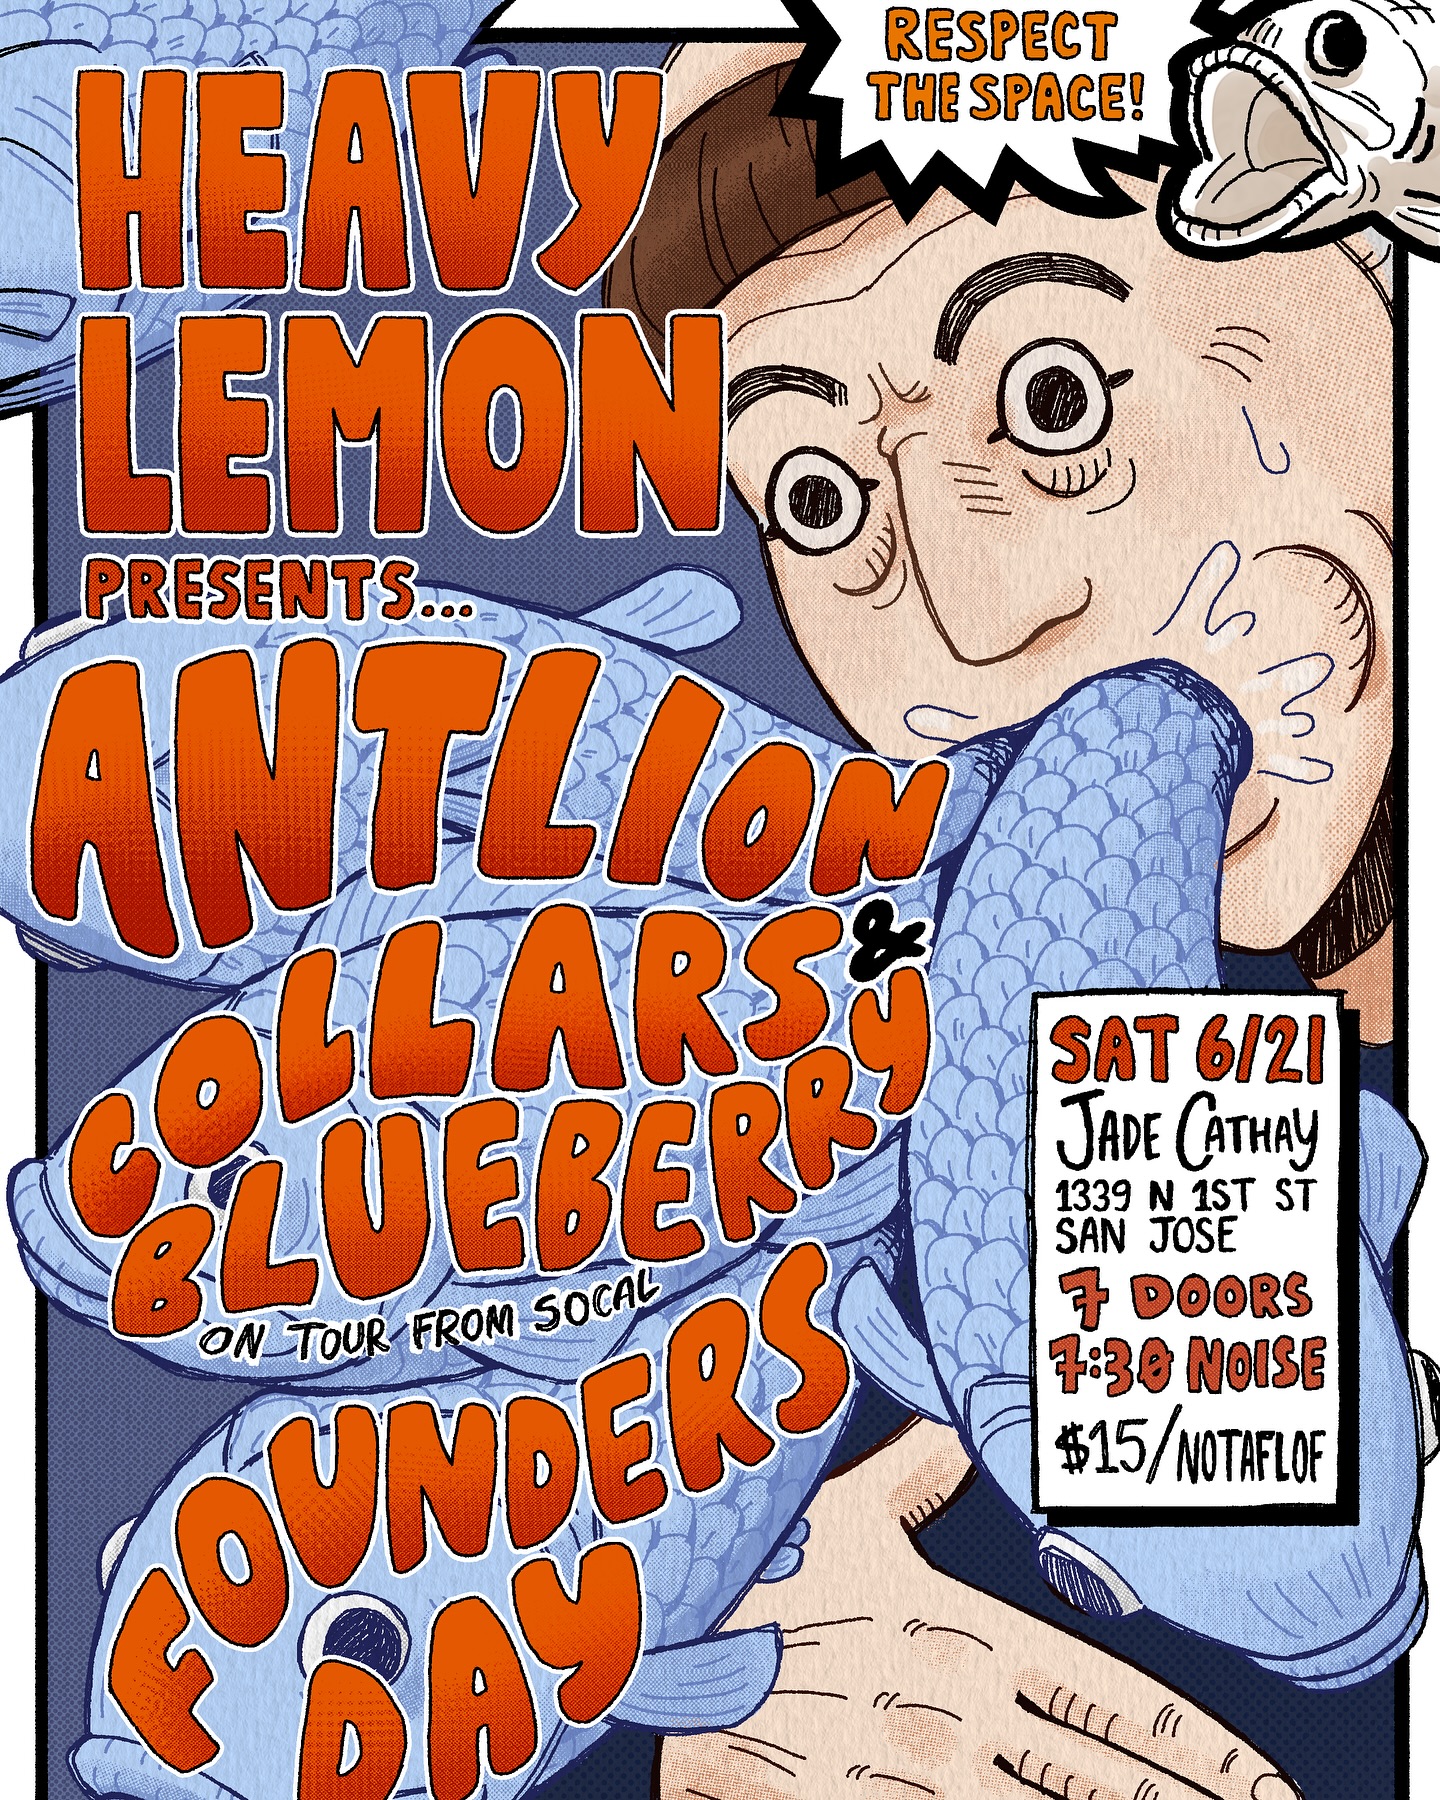 RESPECT
THE SPACE!
HEAVY
LEMON
PRESENTS...
ANTLION
COLLARS &
BLUEBERRY
ON TOUR FROM SOCAL
FOUNDERS
DAY
SAT 6/21
JADE CATHAY
1339 N 1ST ST
SAN JOSE
7 DOORS
7:30 NOISE
$15/NOTAFLOF